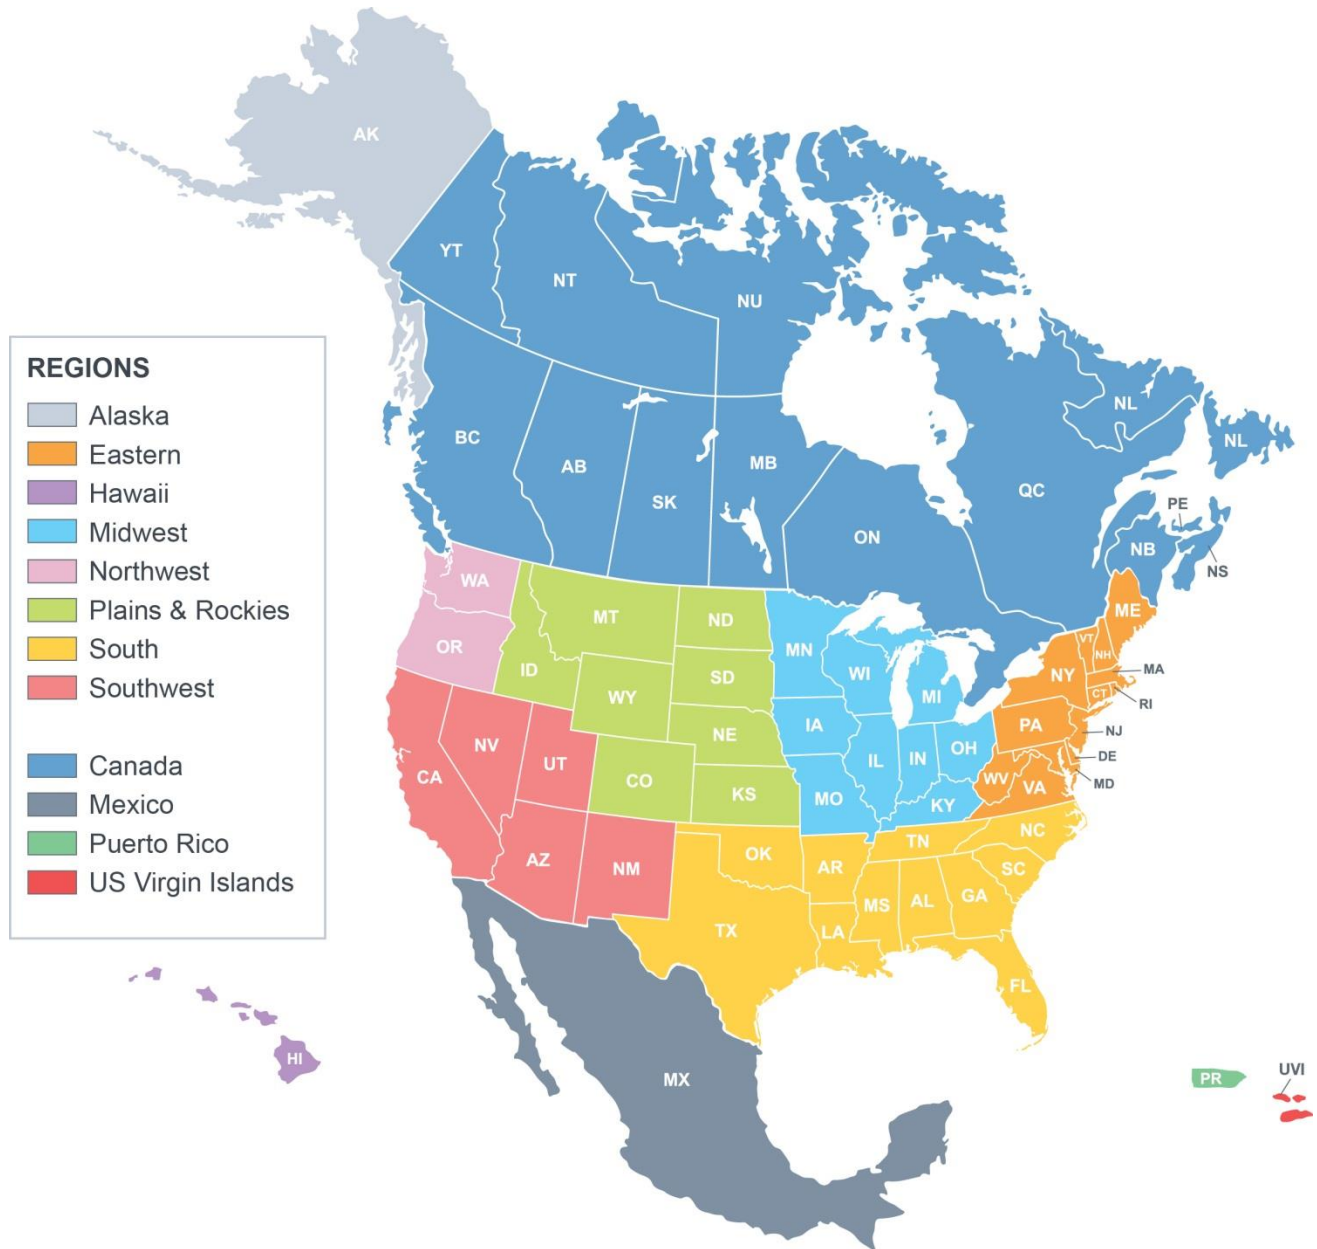 AK
YT
NT
NU
REGIONS
Alaska
Eastern
Hawaii
Midwest
Northwest
Plains & Rockies
South
Southwest
Canada
Mexico
Puerto Rico
US Virgin Islands
BC
AB
SK
MB
ON
QC
NL
NL
PE
NB
NS
WA
OR
ID
MT
ND
SD
WY
NE
CO
KS
MN
WI
MI
IA
IL
IN
OH
MO
KY
ME
VT
NH
NY
MA
CT
RI
PA
NJ
DE
MD
WV
VA
CA
NV
UT
AZ
NM
OK
AR
TN
NC
SC
TX
LA
MS
AL
GA
FL
HI
MX
PR
UVI